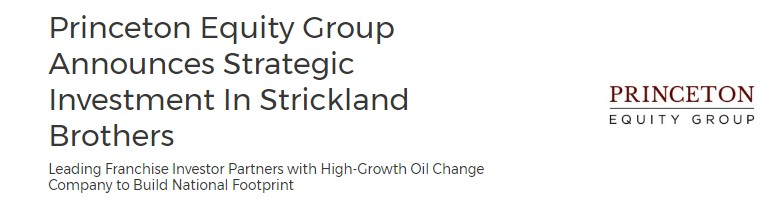 Princeton Equity Group
Announces Strategic
Investment In Strickland
Brothers
Leading Franchise Investor Partners with High-Growth Oil Change
Company to Build National Footprint
PRINCETON
EQUITY GROUP